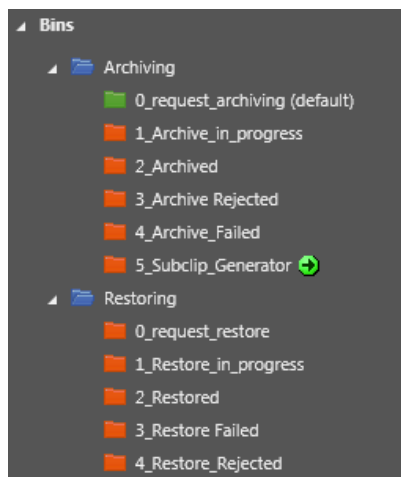 Bins
Archiving
0_request_archiving (default)
1_Archive_in_progress
2_Archived
3_Archive Rejected
4_Archive_Failed
5_Subclip_Generator
Restoring
0_request_restore
1_Restore_in_progress
2_Restored
3_Restore Failed
4_Restore_Rejected